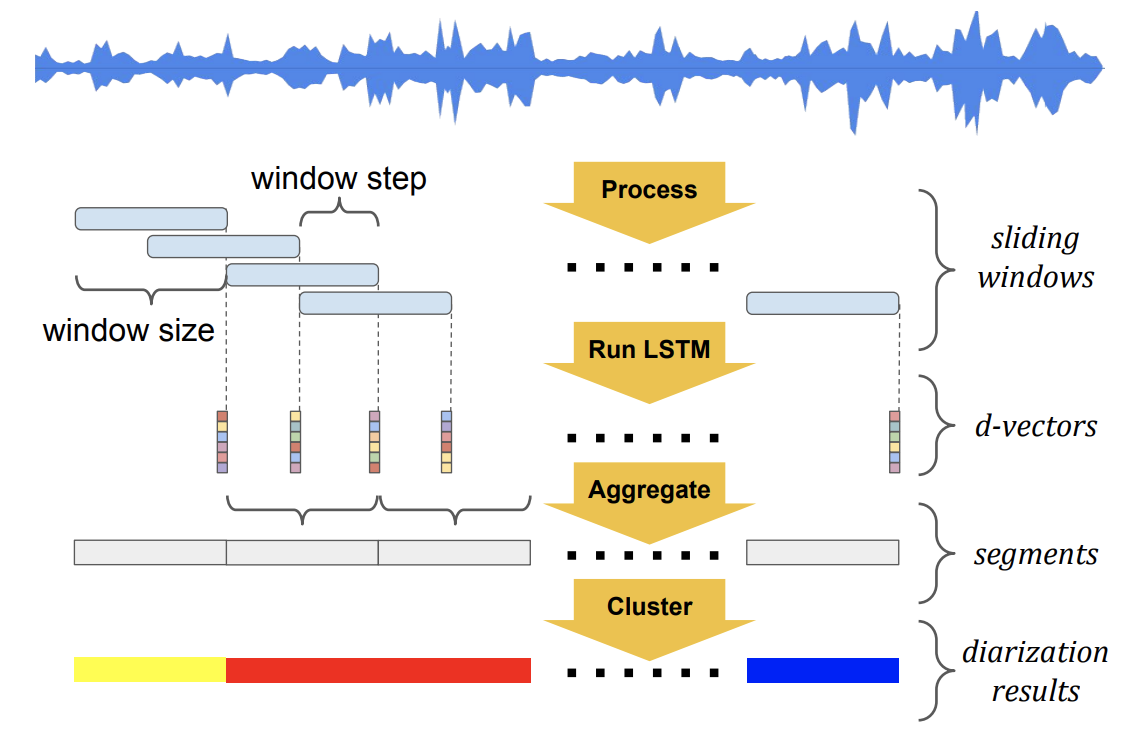 window step
Process
sliding
windows
window size
Run LSTM
d-vectors
Aggregate
segments
Cluster
diarization
results